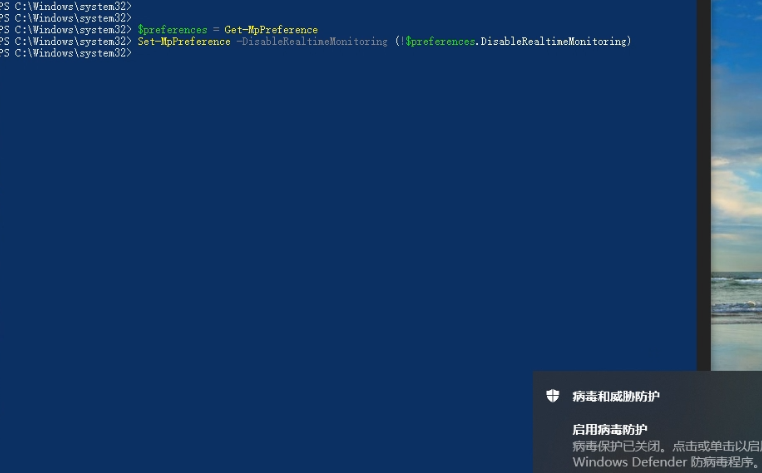 PS C:\Windows\system32>
PS C:\Windows\system32>
PS C:\Windows\system32> $preferences = Get-MpPreference
PS C:\Windows\system32> Set-MpPreference -DisableRealtimeMonitoring (!$preferences.DisableRealtimeMonitoring)
PS C:\Windows\system32>
病毒和威胁防护
启用病毒防护
病毒保护已关闭。点击或单击以启用
Windows Defender 防病毒程序。